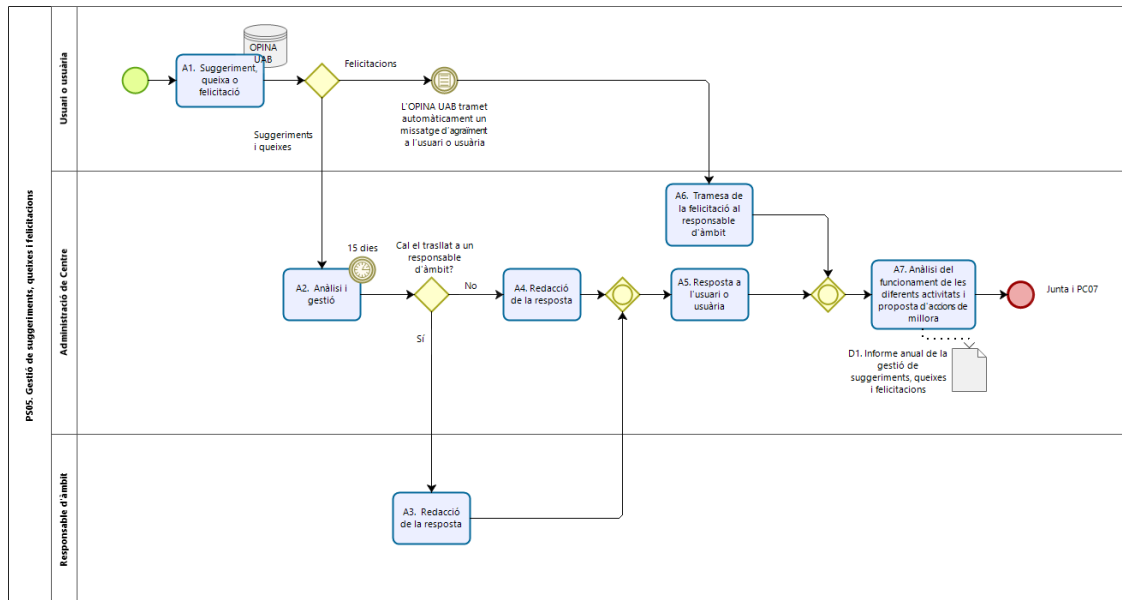 PS05. Gestió de suggeriments, queixes i felicitacions
Usuari o usuària
OPINA
UAB
A1. Suggeriment,
queixa o
felicitació
Felicitacions
L'OPINA UAB tramet
automàticament un
missatge d'agraïment
a l'usuari o usuària
Suggeriments
i queixes
Administració de Centre
A6. Tramesa de
la felicitació al
responsable
d'àmbit
15 dies
A2. Anàlisi i
gestió
Cal el trasllat a un
responsable
d'àmbit?
No
Sí
A4. Redacció
de la resposta
A5. Resposta a
l'usuari o
usuària
A7. Anàlisi del
funcionament de les
diferents activitats i
proposta d'accions de
millora
Junta i PC07
D1. Informe anual de la
gestió de
suggeriments, queixes
i felicitacions
Responsable d'àmbit
A3. Redacció
de la resposta